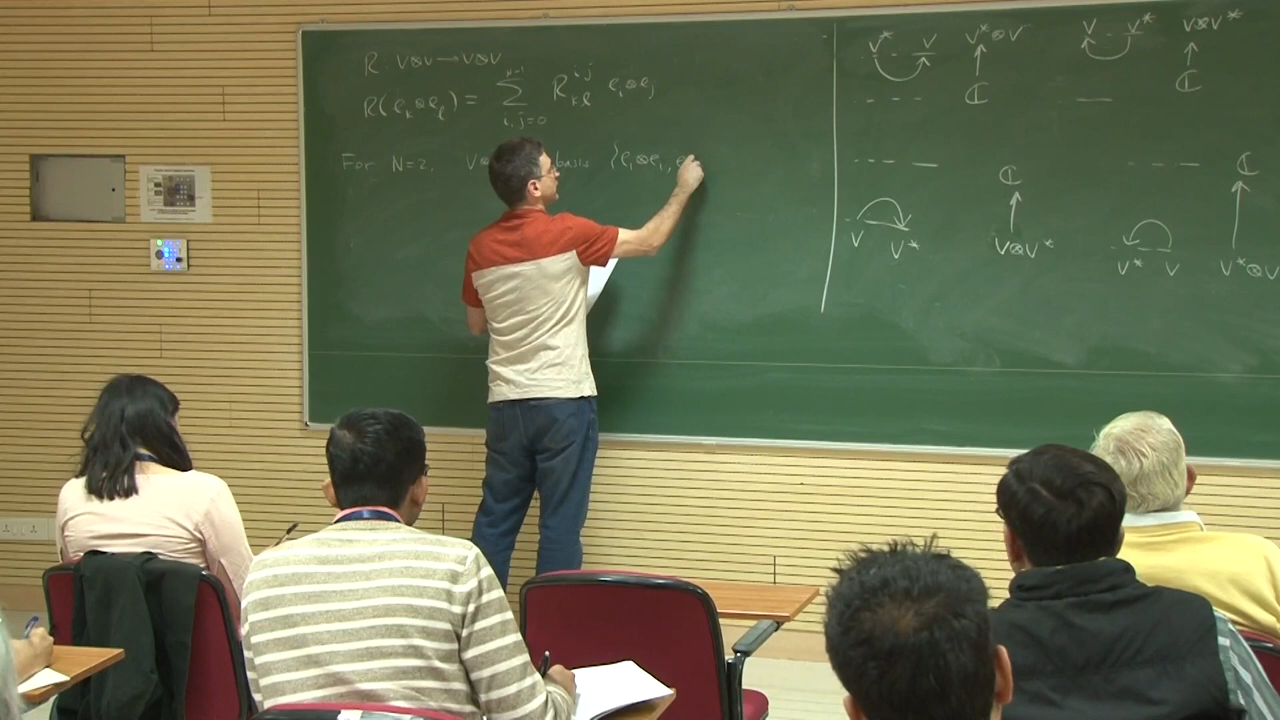 R : V⊗V → V⊗V
R(e_k⊗e_l) = Σ_{i,j=0}^{N-1} R_{kl}^{ij} e_i⊗e_j
For N=2, V⊗ basis {e_1⊗e_1, e
V* V V*⊗V V V* V⊗V*
ℂ ℂ
ℂ ℂ
V V* V⊗V* V* V V*⊗V